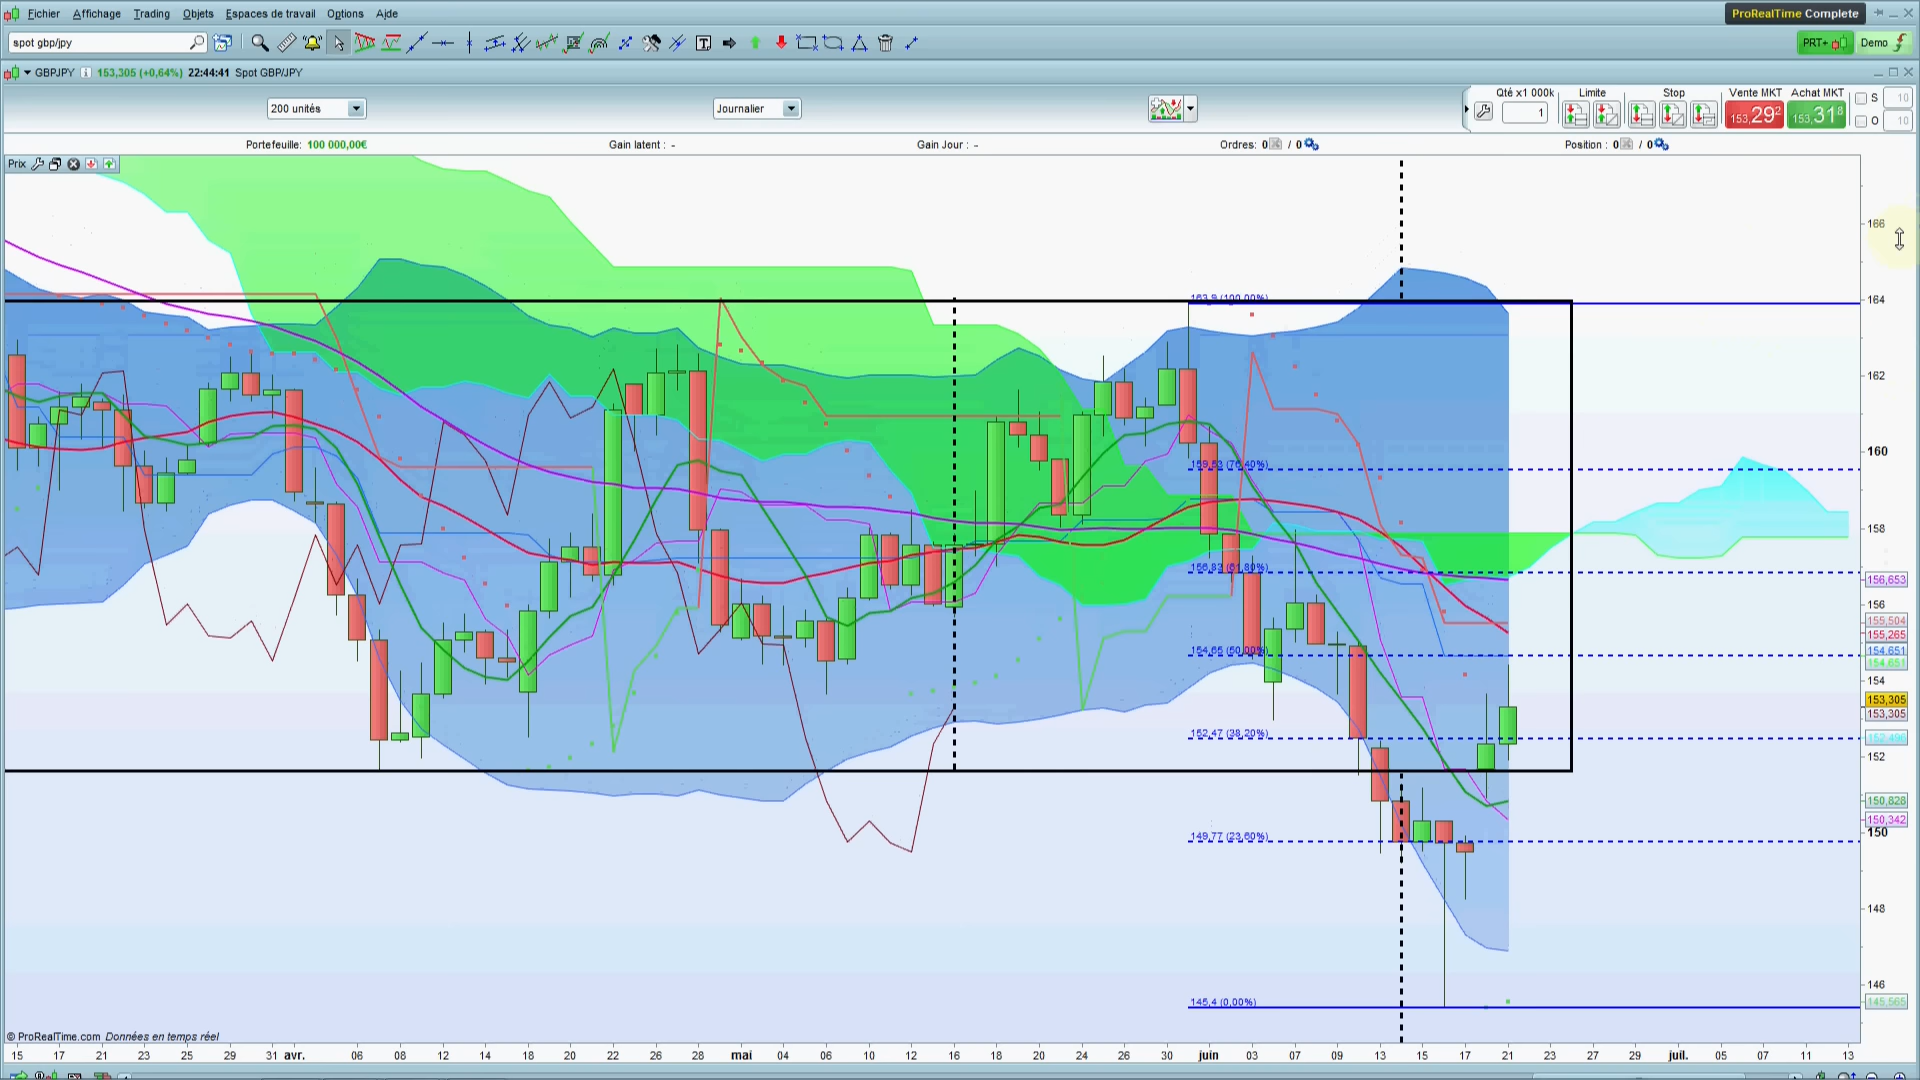 Fichier Affichage Trading Objets Espaces de travail Options Aide
ProRealTime Complete
spot gbp/jpy
PRT+ Demo
GBPJPY 153,305 (+0,64%) 22:44:41 Spot GBP/JPY
200 unités
Journalier
Qté x1 000k Limite Stop Vente MKT Achat MKT
1
153,29² 153,31⁸
S 10
O 10
Portefeuille: 100 000,00€ Gain latent : - Gain Jour : - Ordres: 0 / 0 Position : 0 / 0
Prix
166
163,9 (100,00%)
164
162
160
159,53 (76,40%)
158
156,82 (61,80%)
156,653
156
155,504
155,265
154,65 (50,00%)
154,651
154,651
154
153,305
153,305
152,47 (38,20%)
152,496
152
150,828
150,342
150
149,77 (23,60%)
148
146
145,4 (0,00%)
145,565
© ProRealTime.com Données en temps réel
15 17 21 23 25 29 31 avr. 06 08 12 14 18 20 22 26 28 mai 04 06 10 12 16 18 20 24 26 30 juin 03 07 09 13 15 17 21 23 27 29 juil. 05 07 11 13